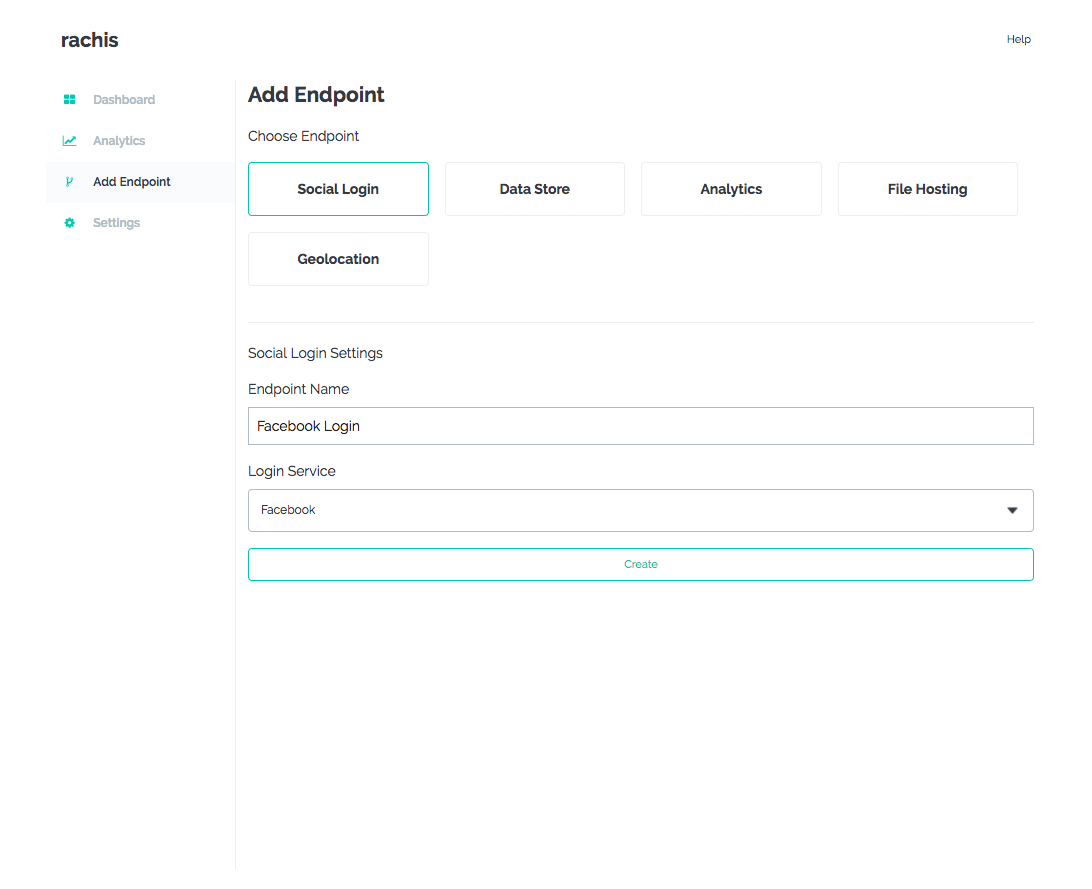 rachis
Help
Dashboard
Analytics
Add Endpoint
Settings
Add Endpoint
Choose Endpoint
Social Login
Data Store
Analytics
File Hosting
Geolocation
Social Login Settings
Endpoint Name
Facebook Login
Login Service
Facebook
Create